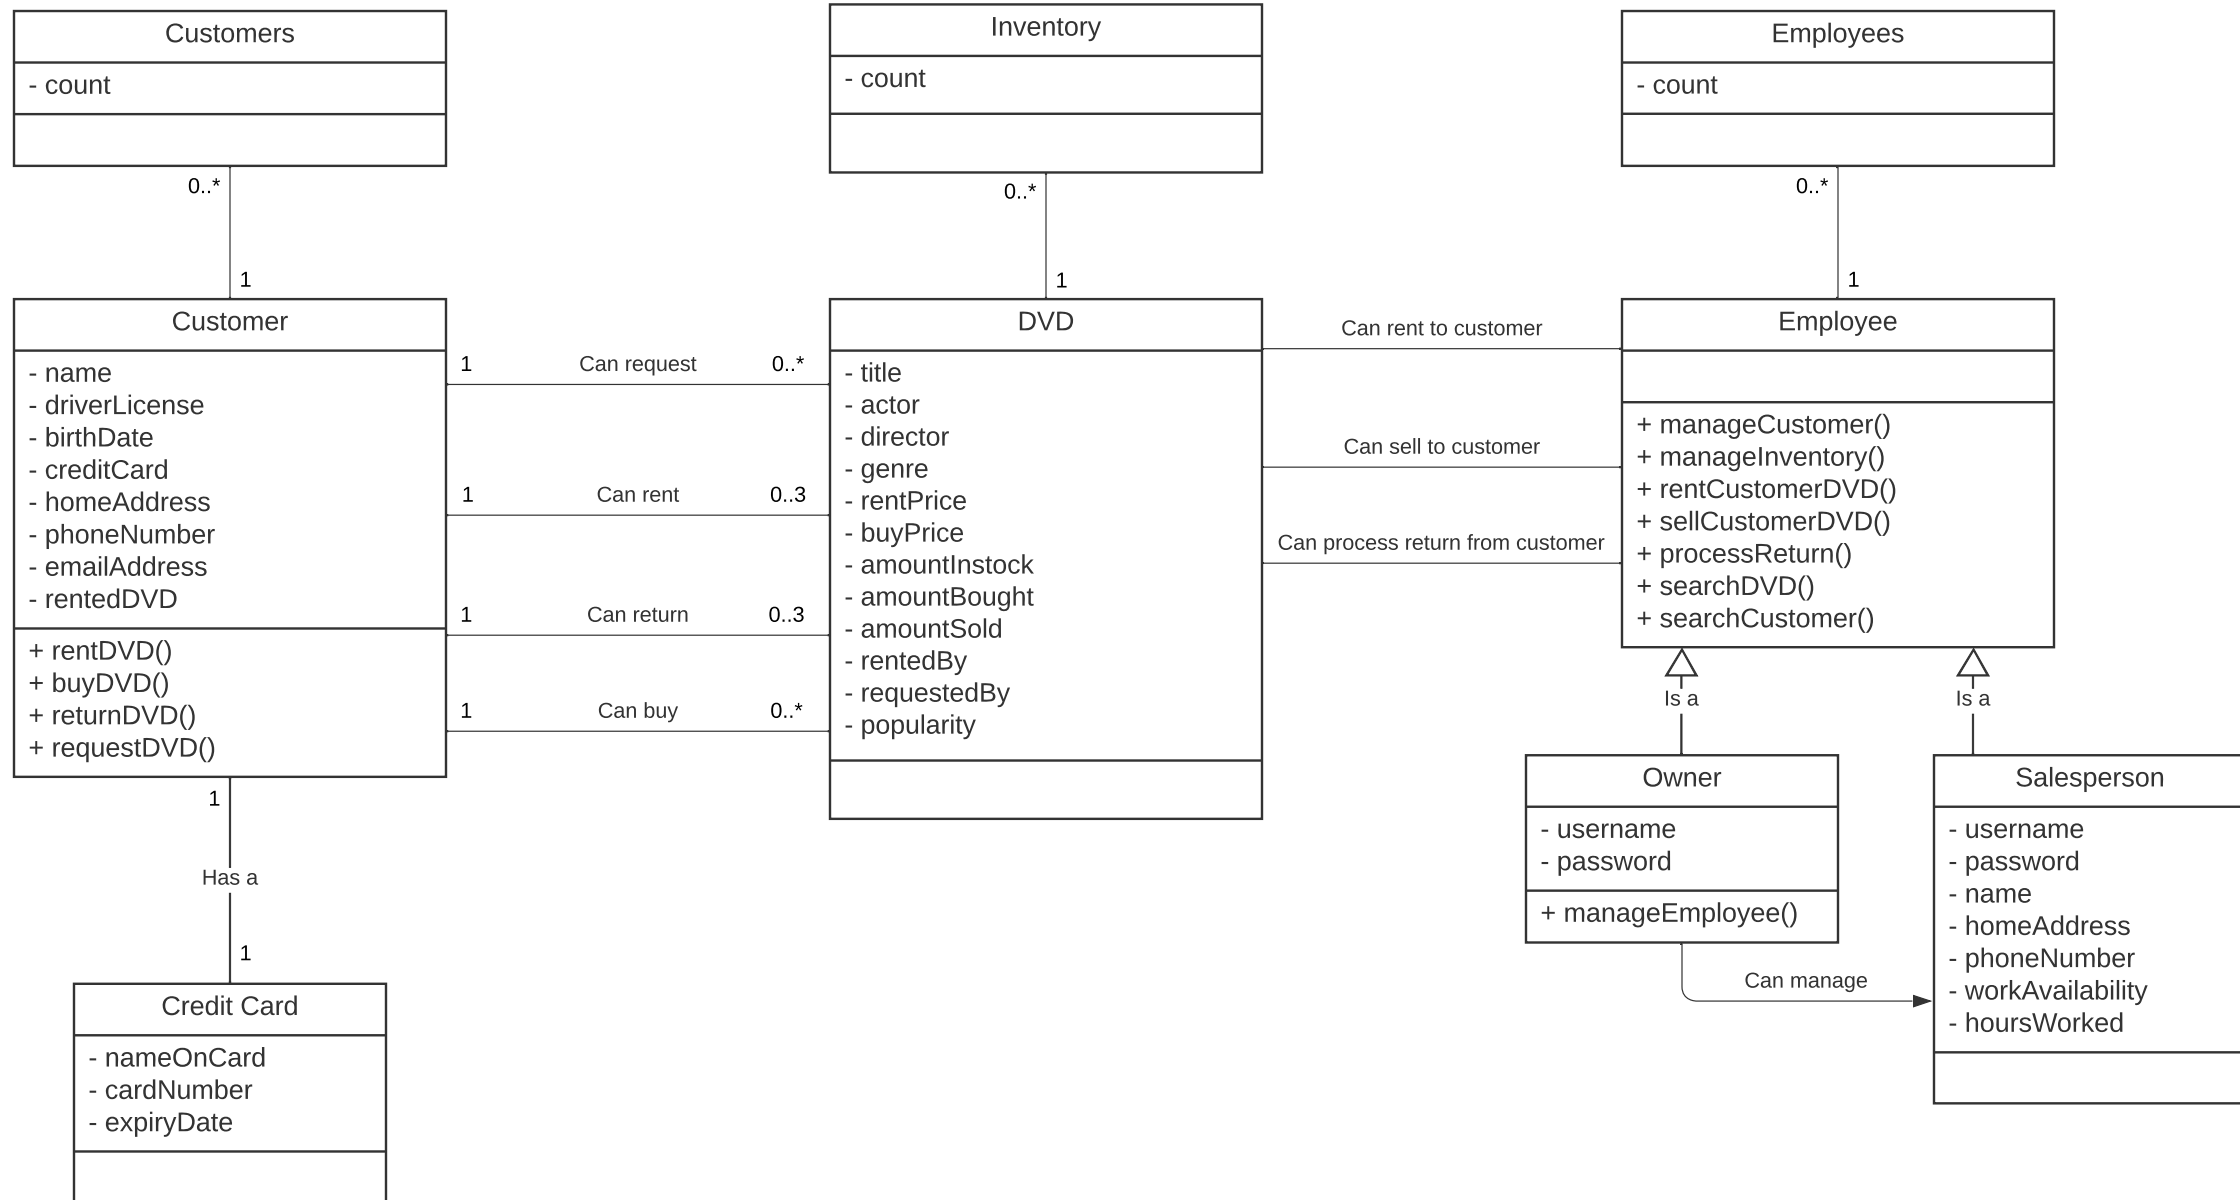 Customers
- count
0..*
1
Inventory
- count
0..*
1
Employees
- count
0..*
1
Customer
- name
- driverLicense
- birthDate
- creditCard
- homeAddress
- phoneNumber
- emailAddress
- rentedDVD
+ rentDVD()
+ buyDVD()
+ returnDVD()
+ requestDVD()
1 Can request 0..*
1 Can rent 0..3
1 Can return 0..3
1 Can buy 0..*
DVD
- title
- actor
- director
- genre
- rentPrice
- buyPrice
- amountInstock
- amountBought
- amountSold
- rentedBy
- requestedBy
- popularity
Can rent to customer
Can sell to customer
Can process return from customer
Employee
+ manageCustomer()
+ manageInventory()
+ rentCustomerDVD()
+ sellCustomerDVD()
+ processReturn()
+ searchDVD()
+ searchCustomer()
Is a
Is a
1
Has a
1
Credit Card
- nameOnCard
- cardNumber
- expiryDate
Owner
- username
- password
+ manageEmployee()
Can manage
Salesperson
- username
- password
- name
- homeAddress
- phoneNumber
- workAvailability
- hoursWorked